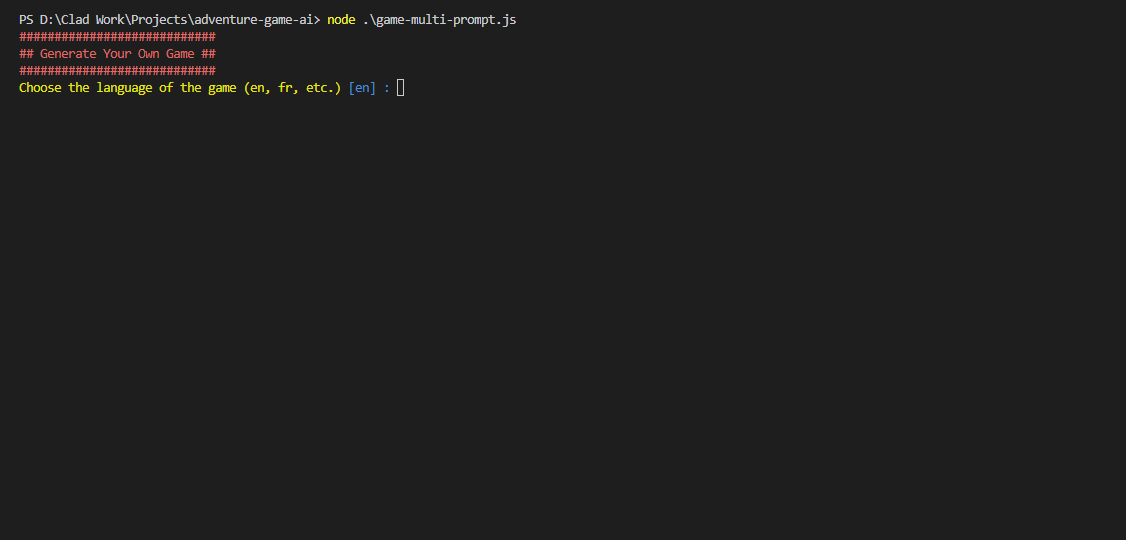 PS D:\Clad Work\Projects\adventure-game-ai> node .\game-multi-prompt.js
############################
## Generate Your Own Game ##
############################
Choose the language of the game (en, fr, etc.) [en] :